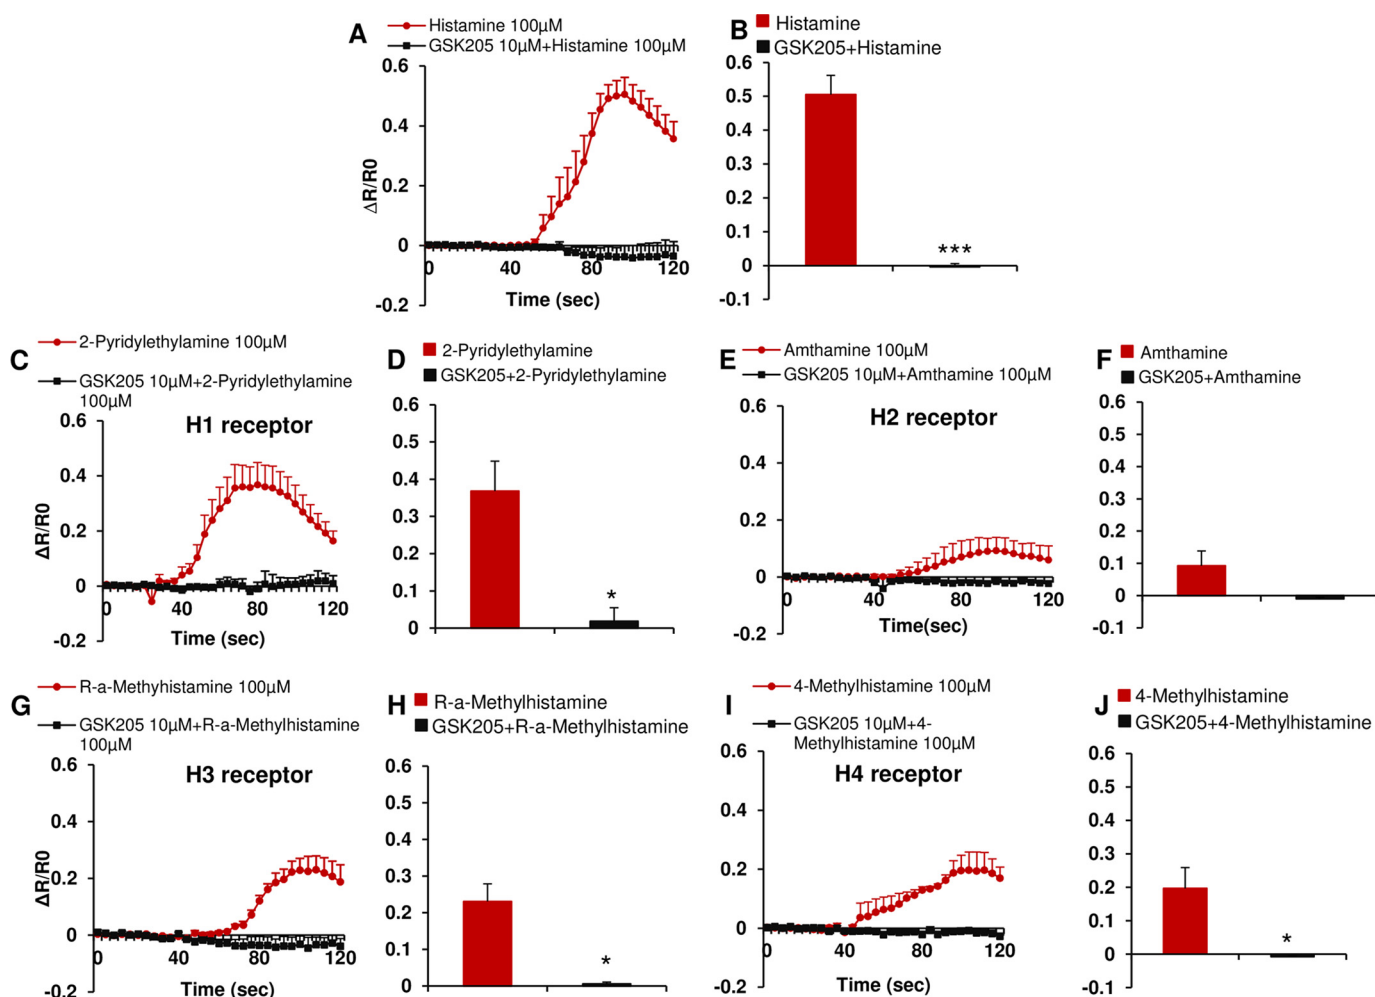 A
Histamine 100µM
GSK205 10µM+Histamine 100µM
0.6
0.4
0.2
0
-0.2
ΔR/R0
0 40 80 120
Time (sec)
B
Histamine
GSK205+Histamine
0.6
0.5
0.4
0.3
0.2
0.1
0
-0.1
***
C
2-Pyridylethylamine 100µM
GSK205 10µM+2-Pyridylethylamine
100µM
H1 receptor
0.6
0.4
0.2
0
-0.2
ΔR/R0
0 40 80 120
Time (sec)
D
2-Pyridylethylamine
GSK205+2-Pyridylethylamine
0.6
0.5
0.4
0.3
0.2
0.1
0
*
E
Amthamine 100µM
GSK205 10µM+Amthamine 100µM
H2 receptor
0.6
0.4
0.2
0
-0.2
0 40 80 120
Time(sec)
F
Amthamine
GSK205+Amthamine
0.6
0.5
0.4
0.3
0.2
0.1
0
-0.1
G
R-a-Methyhistamine 100µM
GSK205 10µM+R-a-Methylhistamine
100µM
H3 receptor
0.6
0.4
0.2
0
-0.2
ΔR/R0
0 40 80 120
Time (sec)
H
R-a-Methylhistamine
GSK205+R-a-Methylhistamine
0.6
0.5
0.4
0.3
0.2
0.1
0
*
I
4-Methylhistamine 100µM
GSK205 10µM+4-
Methylhistamine 100µM
H4 receptor
0.6
0.4
0.2
0
-0.2
0 40 80 120
Time (sec)
J
4-Methylhistamine
GSK205+4-Methylhistamine
0.6
0.5
0.4
0.3
0.2
0.1
0
-0.1
*